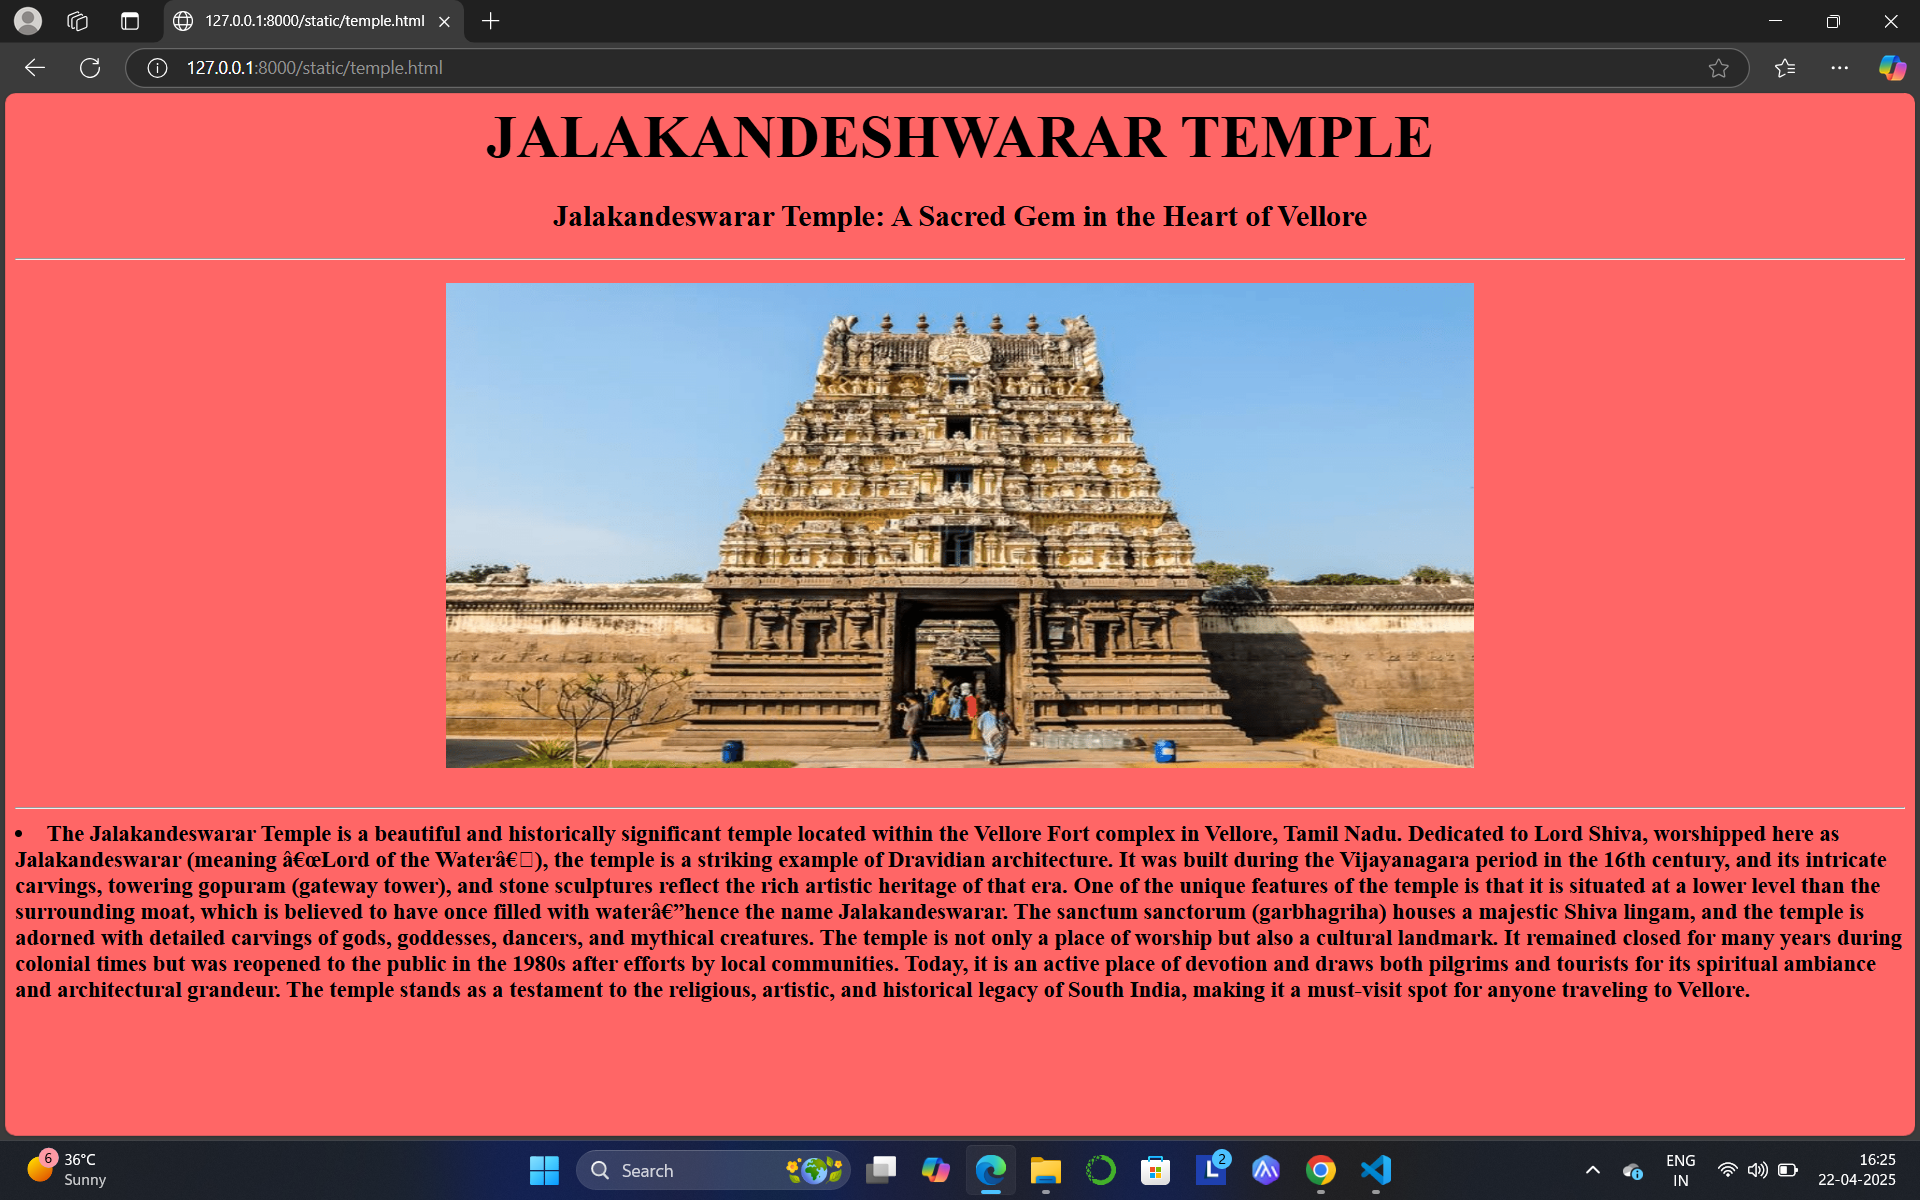 127.0.0.1:8000/static/temple.html
127.0.0.1:8000/static/temple.html
JALAKANDESHWARAR TEMPLE
Jalakandeswarar Temple: A Sacred Gem in the Heart of Vellore
• The Jalakandeswarar Temple is a beautiful and historically significant temple located within the Vellore Fort complex in Vellore, Tamil Nadu. Dedicated to Lord Shiva, worshipped here as
Jalakandeswarar (meaning â€œLord of the Waterâ€□), the temple is a striking example of Dravidian architecture. It was built during the Vijayanagara period in the 16th century, and its intricate
carvings, towering gopuram (gateway tower), and stone sculptures reflect the rich artistic heritage of that era. One of the unique features of the temple is that it is situated at a lower level than the
surrounding moat, which is believed to have once filled with waterâ€”hence the name Jalakandeswarar. The sanctum sanctorum (garbhagriha) houses a majestic Shiva lingam, and the temple is
adorned with detailed carvings of gods, goddesses, dancers, and mythical creatures. The temple is not only a place of worship but also a cultural landmark. It remained closed for many years during
colonial times but was reopened to the public in the 1980s after efforts by local communities. Today, it is an active place of devotion and draws both pilgrims and tourists for its spiritual ambiance
and architectural grandeur. The temple stands as a testament to the religious, artistic, and historical legacy of South India, making it a must-visit spot for anyone traveling to Vellore.
6
36°C
Sunny
Search
L
2
ENG
IN
16:25
22-04-2025